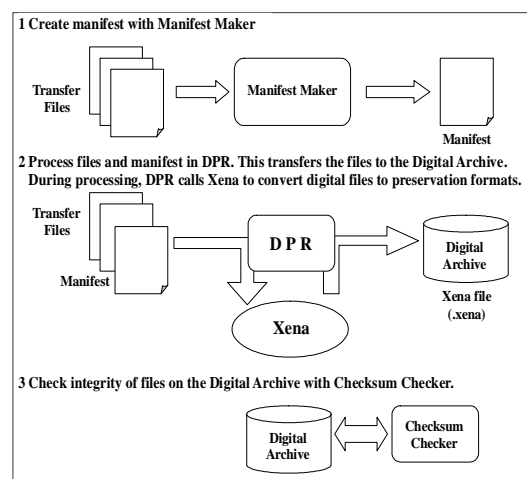 1 Create manifest with Manifest Maker
Transfer
Files
Manifest Maker
Manifest
2 Process files and manifest in DPR. This transfers the files to the Digital Archive.
During processing, DPR calls Xena to convert digital files to preservation formats.
Transfer
Files
Manifest
D P R
Digital
Archive
Xena file
(.xena)
Xena
3 Check integrity of files on the Digital Archive with Checksum Checker.
Digital
Archive
Checksum
Checker